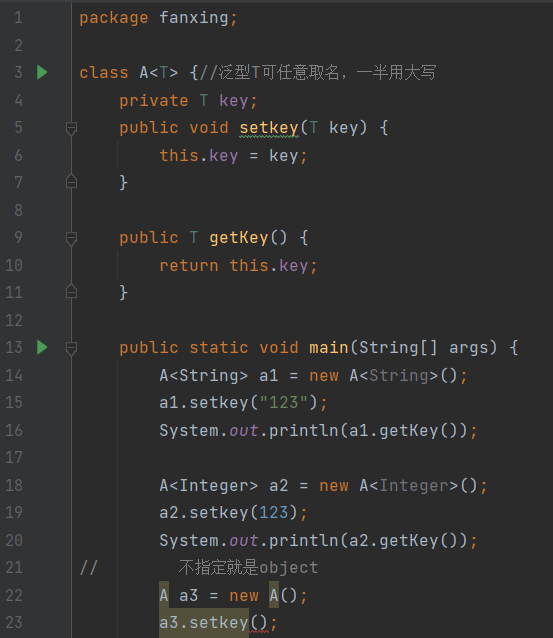 1 package fanxing;
2
3 class A<T> {//泛型T可任意取名，一半用大写
4 private T key;
5 public void setkey(T key) {
6 this.key = key;
7 }
8
9 public T getKey() {
10 return this.key;
11 }
12
13 public static void main(String[] args) {
14 A<String> a1 = new A<String>();
15 a1.setkey("123");
16 System.out.println(a1.getKey());
17
18 A<Integer> a2 = new A<Integer>();
19 a2.setkey(123);
20 System.out.println(a2.getKey());
21 // 不指定就是object
22 A a3 = new A();
23 a3.setkey();